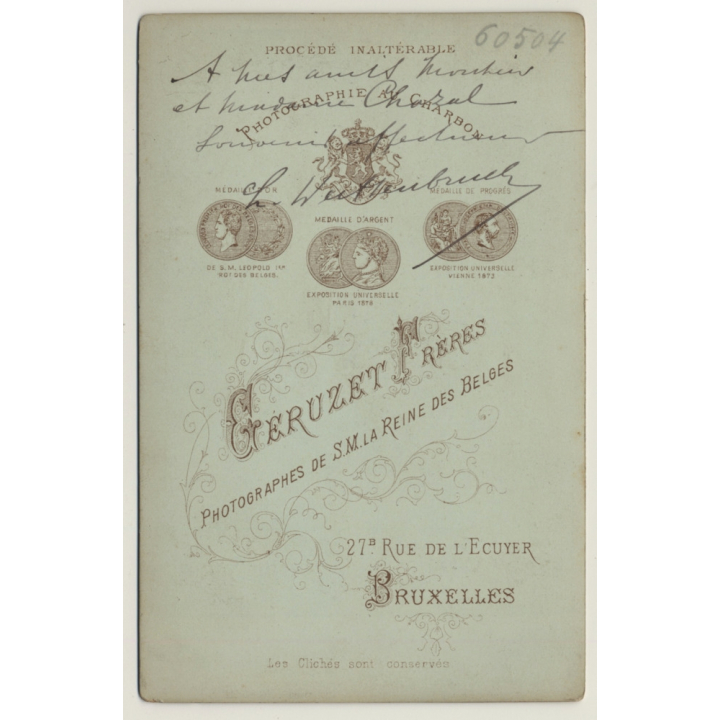 60504
PROCÉDÉ INALTÉRABLE
A mes amis Monsieur
et madame Chazal
PHOTOGRAPHIE AU CHARBON
Souvenir affectueux
MÉDAILLE D'OR
MEDAILLE DE PROGRÈS
MEDAILLE D'ARGENT
DE S.M. LEOPOLD IER
ROI DES BELGES.
EXPOSITION UNIVERSELLE
VIENNE 1872
EXPOSITION UNIVERSELLE
PARIS 1878
GÉRUZET FRÈRES
PHOTOGRAPHES DE S.M. LA REINE DES BELGES
27B RUE DE L'ECUYER
BRUXELLES
Les Clichés sont conservés